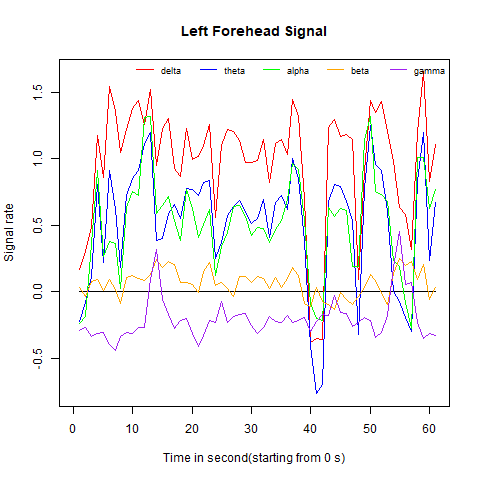 Left Forehead Signal
delta theta alpha beta gamma
1.5
1.0
0.5
0.0
-0.5
Signal rate
0 10 20 30 40 50 60
Time in second(starting from 0 s)